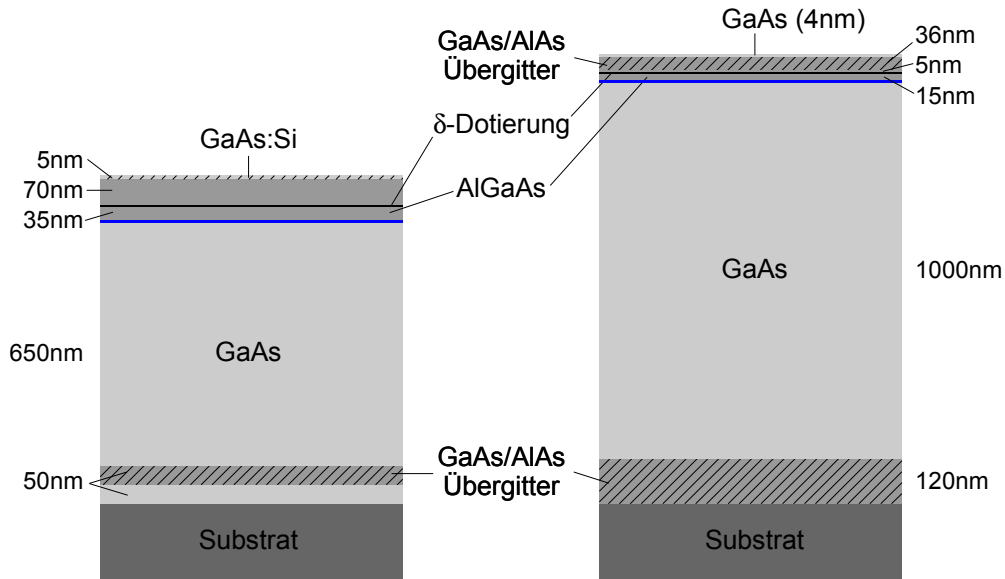 GaAs (4nm)
GaAs/AlAs
Übergitter
36nm
5nm
15nm
δ-Dotierung
GaAs:Si
5nm
70nm
35nm
AlGaAs
GaAs
1000nm
650nm
GaAs
GaAs/AlAs
Übergitter
50nm
120nm
Substrat
Substrat